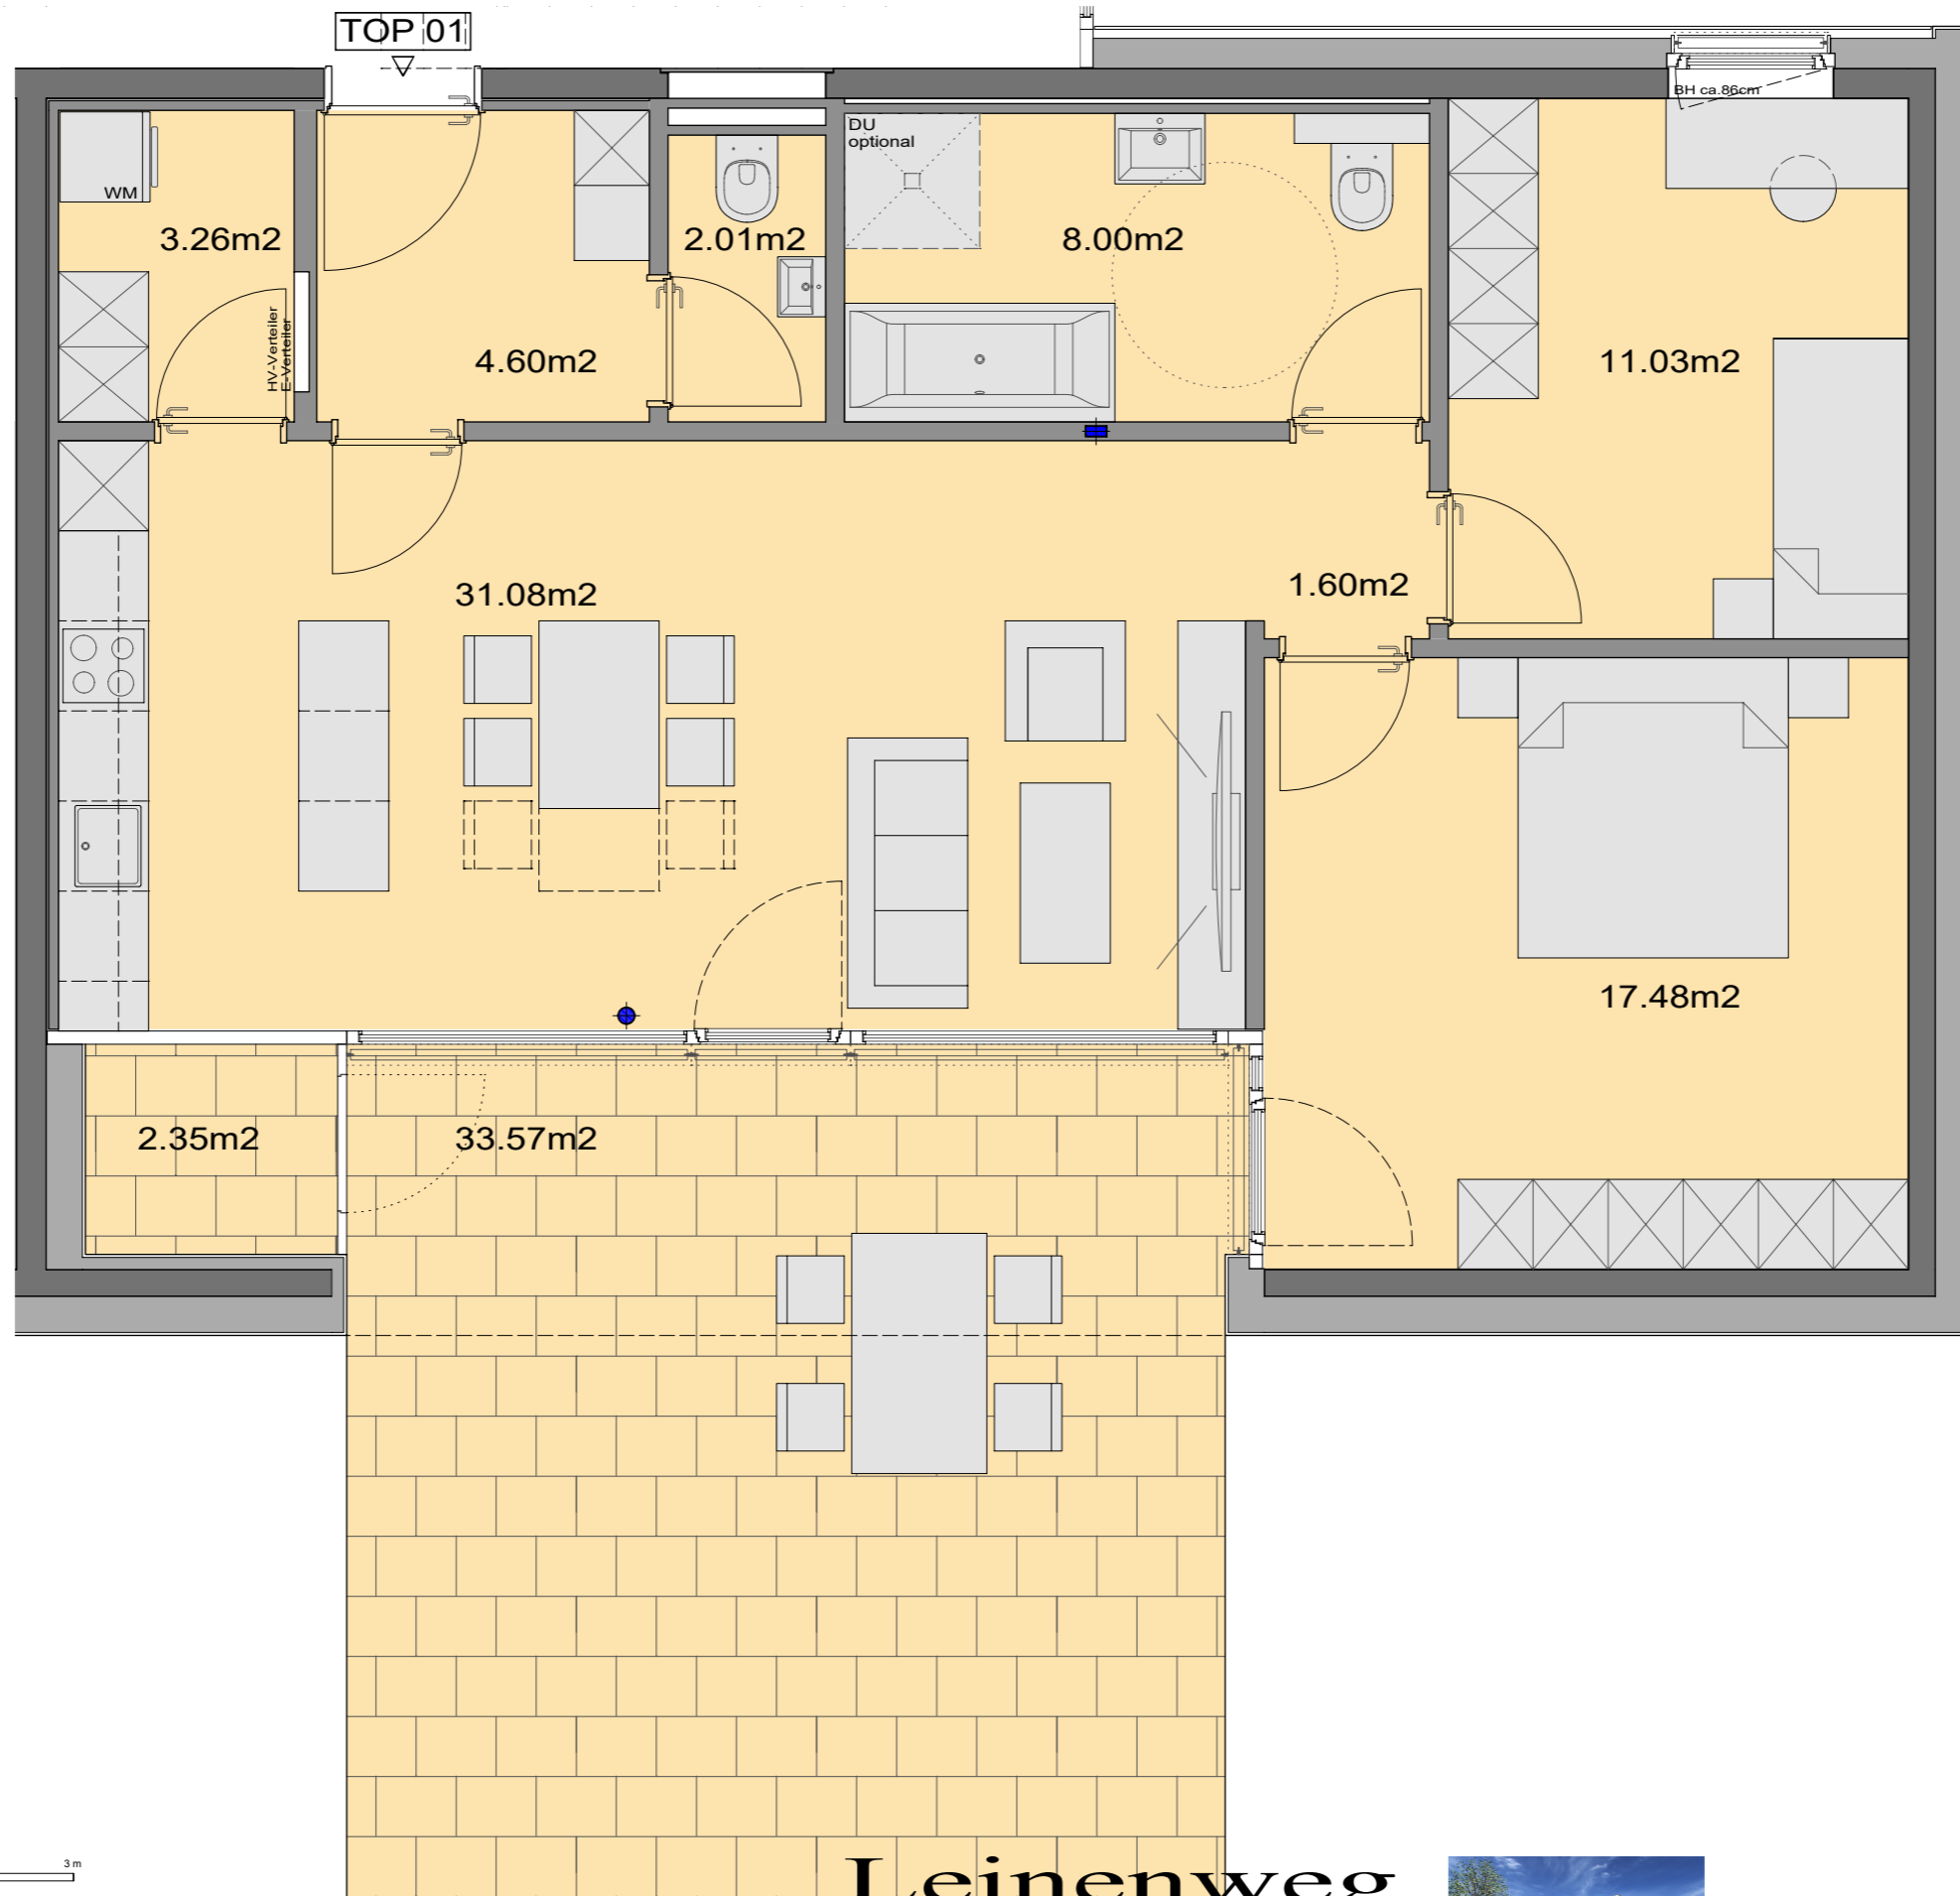 TOP 01
BH ca.86cm
DU
optional
WM
3.26m2
2.01m2
8.00m2
HV-Verteiler
E-Verteiler
4.60m2
11.03m2
31.08m2
1.60m2
17.48m2
2.35m2
33.57m2
3 m
Leinenweg